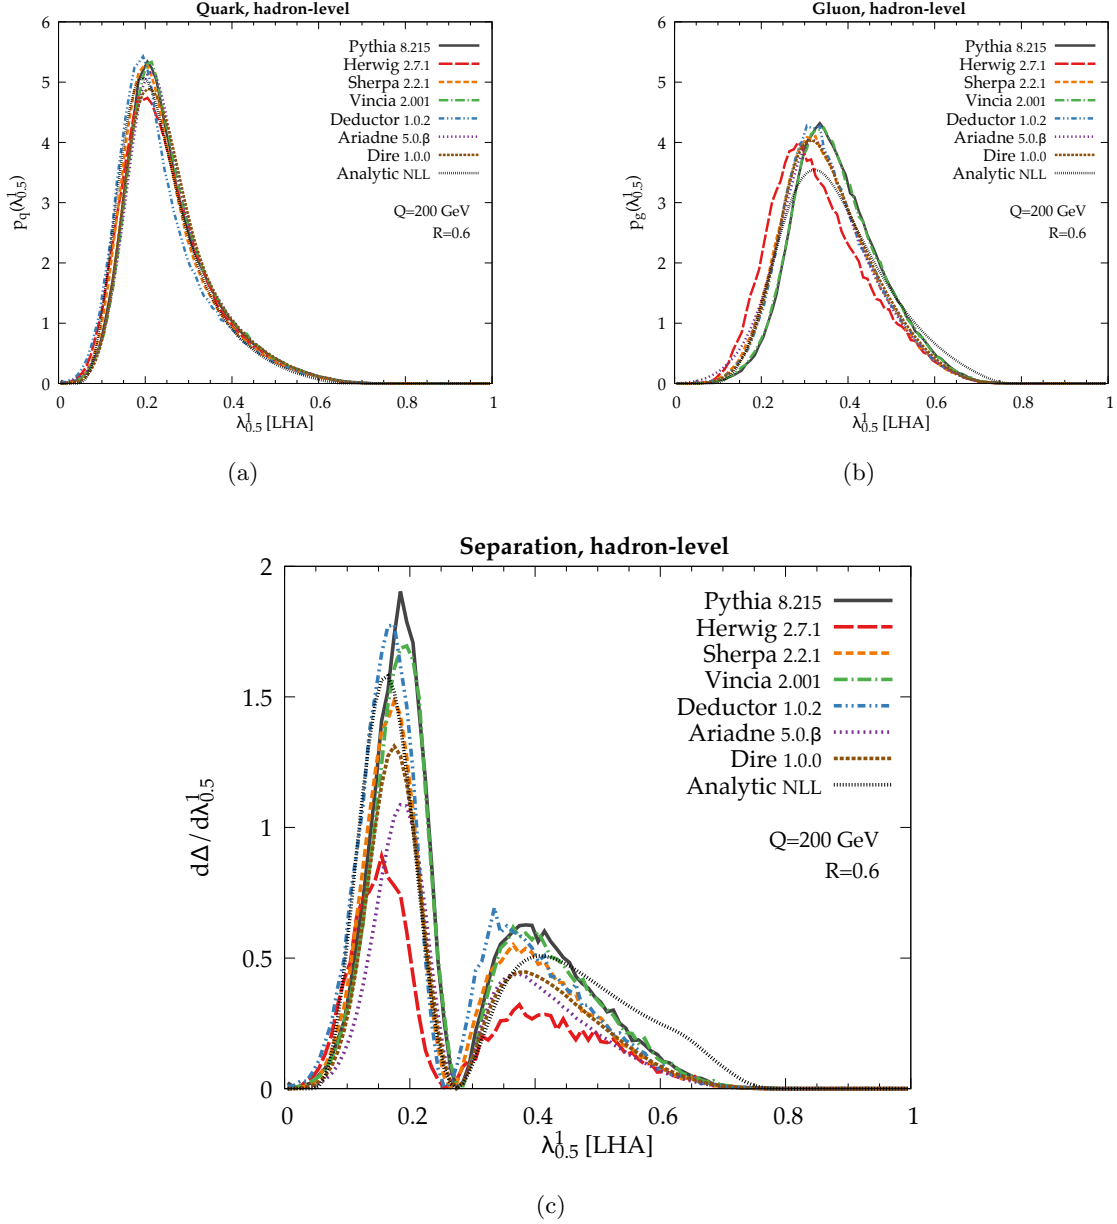 Quark, hadron-level
p_q(λ^1_0.5)
6
5
4
3
2
1
0
Pythia 8.215
Herwig 2.7.1
Sherpa 2.2.1
Vincia 2.001
Deductor 1.0.2
Ariadne 5.0.β
Dire 1.0.0
Analytic NLL
Q=200 GeV
R=0.6
0 0.2 0.4 0.6 0.8 1
λ^1_0.5 [LHA]
(a)
Gluon, hadron-level
p_g(λ^1_0.5)
6
5
4
3
2
1
0
Pythia 8.215
Herwig 2.7.1
Sherpa 2.2.1
Vincia 2.001
Deductor 1.0.2
Ariadne 5.0.β
Dire 1.0.0
Analytic NLL
Q=200 GeV
R=0.6
0 0.2 0.4 0.6 0.8 1
λ^1_0.5 [LHA]
(b)
Separation, hadron-level
dΔ/dλ^1_0.5
2
1.5
1
0.5
0
Pythia 8.215
Herwig 2.7.1
Sherpa 2.2.1
Vincia 2.001
Deductor 1.0.2
Ariadne 5.0.β
Dire 1.0.0
Analytic NLL
Q=200 GeV
R=0.6
0 0.2 0.4 0.6 0.8 1
λ^1_0.5 [LHA]
(c)